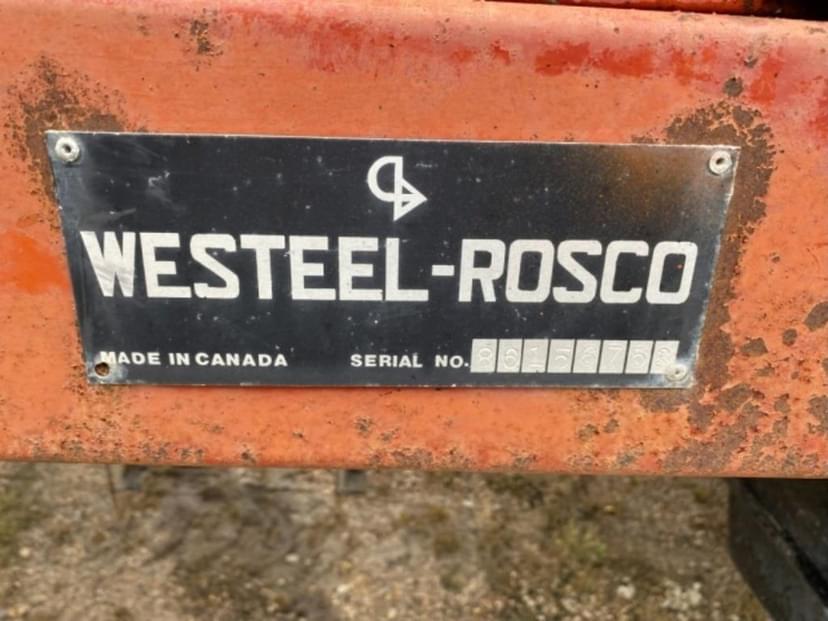 WESTEEL-ROSCO
MADE IN CANADA SERIAL NO.